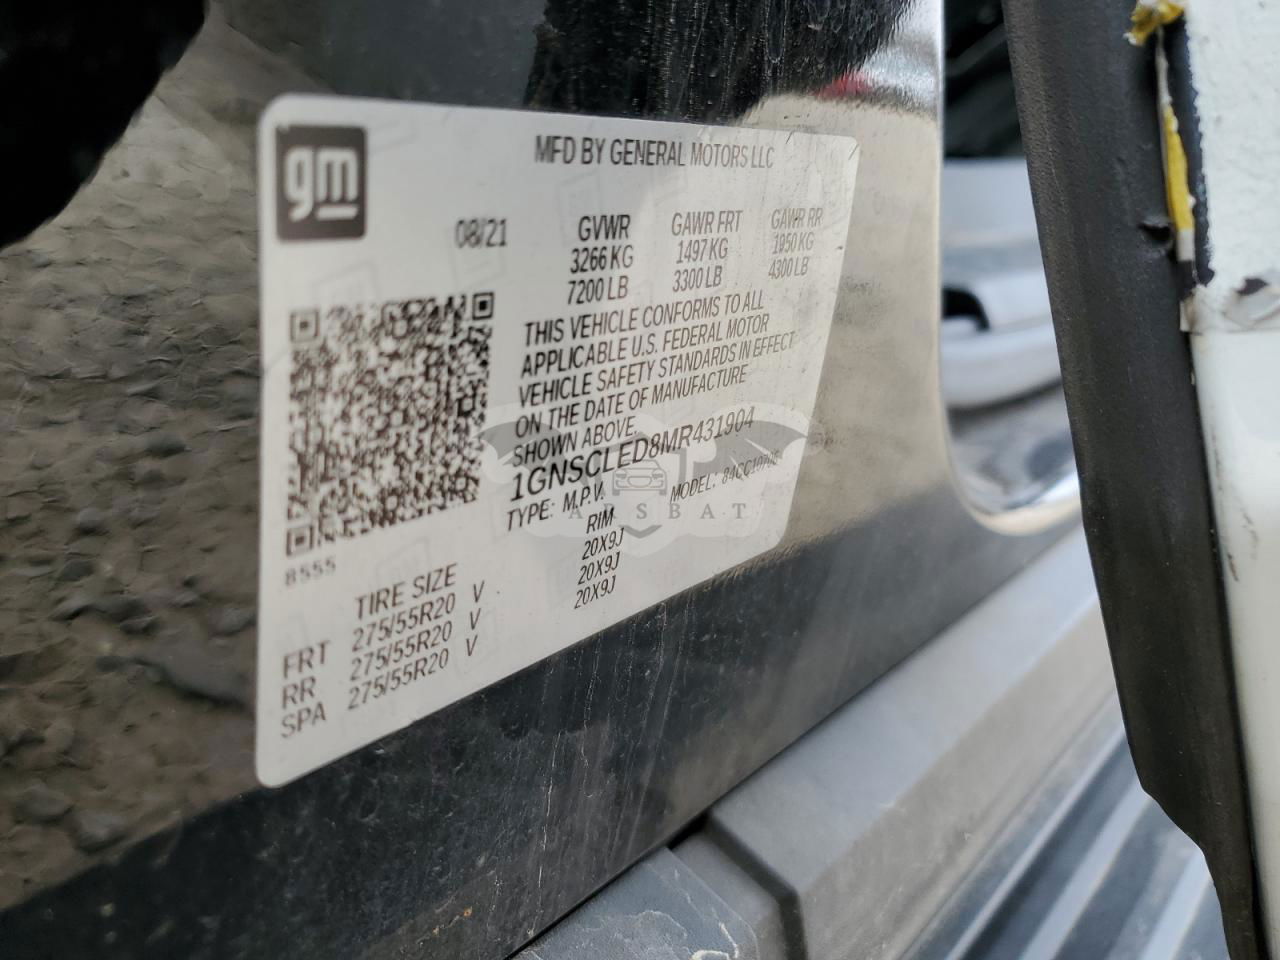 gm
MFD BY GENERAL MOTORS LLC
08/21
GVWR
3266 KG
7200 LB
GAWR FRT
1497 KG
3300 LB
GAWR RR
1950 KG
4300 LB
THIS VEHICLE CONFORMS TO ALL
APPLICABLE U.S. FEDERAL MOTOR
VEHICLE SAFETY STANDARDS IN EFFECT
ON THE DATE OF MANUFACTURE
SHOWN ABOVE.
1GNSCLED8MR431904
TYPE: M.P.V.
MODEL: 84CC10706
8555
TIRE SIZE
RIM
FRT 275/55R20 V 20X9J
RR 275/55R20 V 20X9J
SPA 275/55R20 V 20X9J